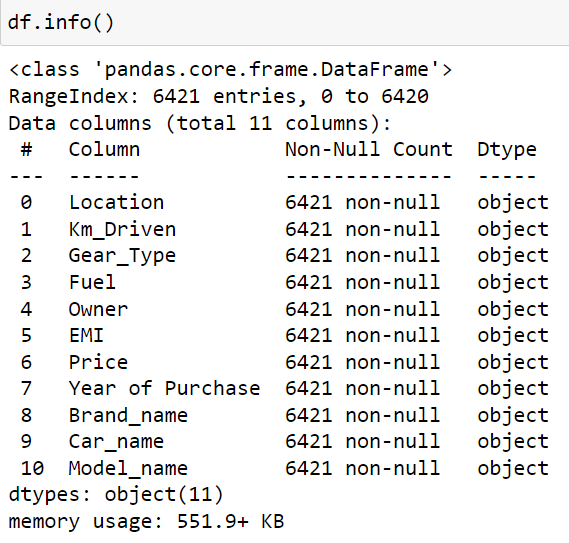 df.info()
<class 'pandas.core.frame.DataFrame'>
RangeIndex: 6421 entries, 0 to 6420
Data columns (total 11 columns):
 #   Column            Non-Null Count  Dtype
---  ------            --------------  -----
 0   Location          6421 non-null   object
 1   Km_Driven         6421 non-null   object
 2   Gear_Type         6421 non-null   object
 3   Fuel              6421 non-null   object
 4   Owner             6421 non-null   object
 5   EMI               6421 non-null   object
 6   Price             6421 non-null   object
 7   Year of Purchase  6421 non-null   object
 8   Brand_name        6421 non-null   object
 9   Car_name          6421 non-null   object
 10  Model_name        6421 non-null   object
dtypes: object(11)
memory usage: 551.9+ KB